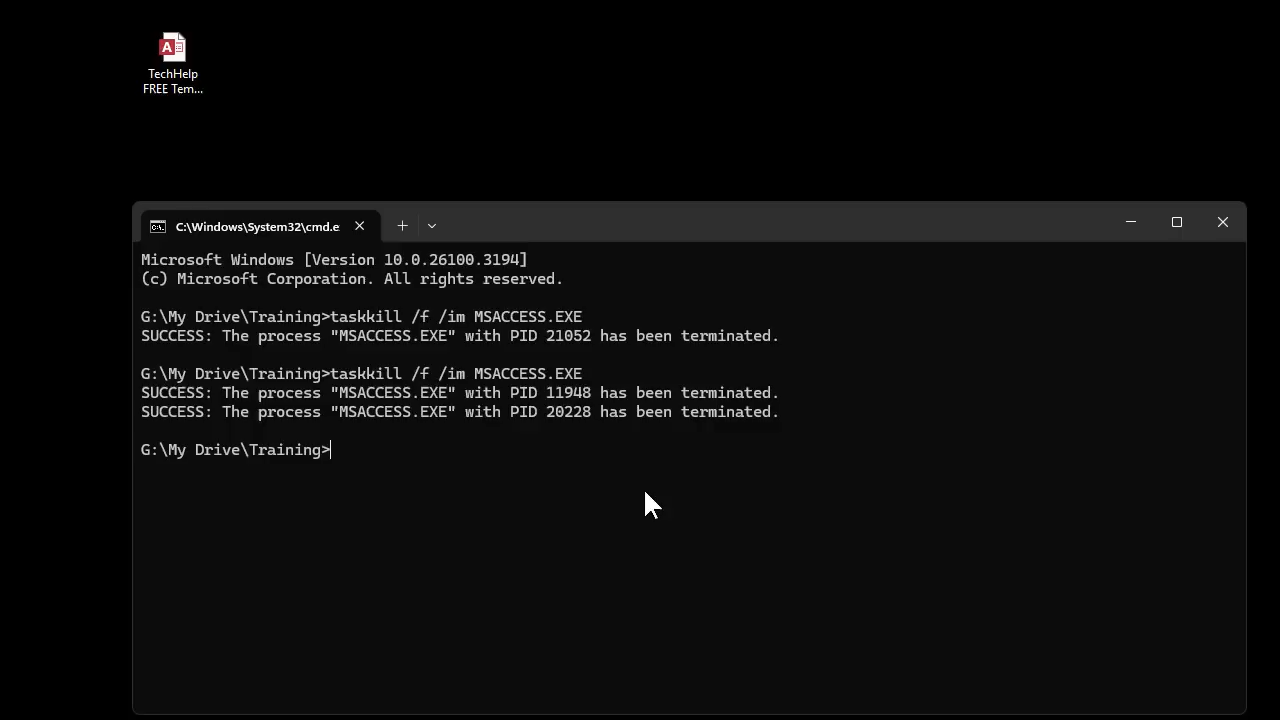 TechHelp
FREE Tem...
C:\Windows\System32\cmd.e
Microsoft Windows [Version 10.0.26100.3194]
(c) Microsoft Corporation. All rights reserved.
G:\My Drive\Training>taskkill /f /im MSACCESS.EXE
SUCCESS: The process "MSACCESS.EXE" with PID 21052 has been terminated.
G:\My Drive\Training>taskkill /f /im MSACCESS.EXE
SUCCESS: The process "MSACCESS.EXE" with PID 11948 has been terminated.
SUCCESS: The process "MSACCESS.EXE" with PID 20228 has been terminated.
G:\My Drive\Training>